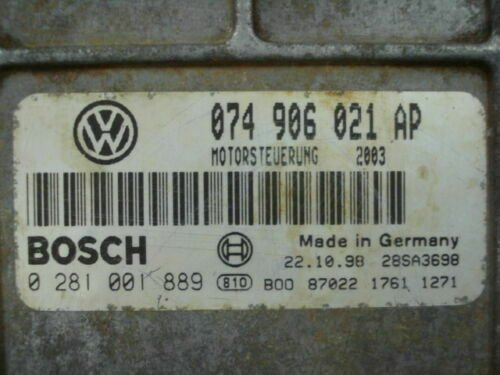 074 906 021 AP
MOTORSTEUERUNG 2003
BOSCH
Made in Germany
22.10.98 28SA3698
0 281 001 889 810 B00 87022 1761 1271